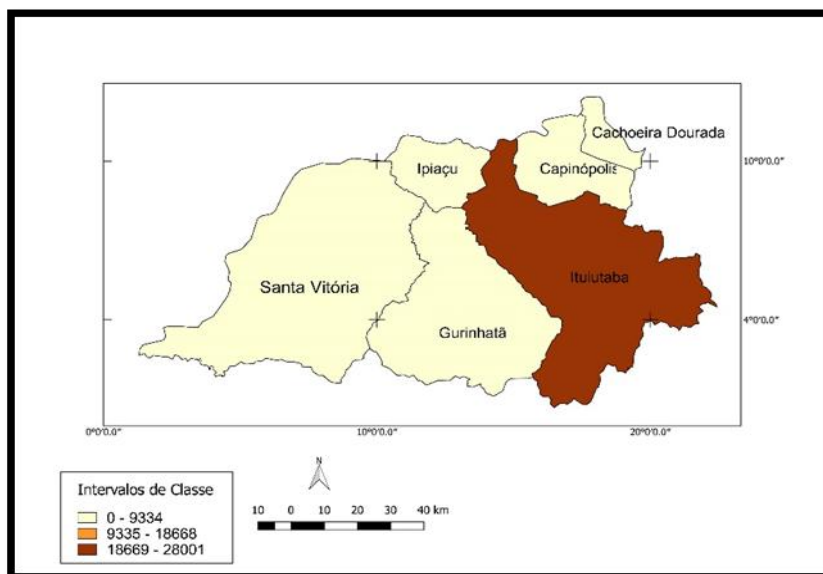 Cachoeira Dourada
Ipiaçu
Capinópolis
10°0'0.0"
Santa Vitória
Ituiutaba
Gurinhatã
4°0'0.0"
0°0'0.0"
10°0'0.0"
20°0'0.0"
N
Intervalos de Classe
0 - 9334
9335 - 18668
18669 - 28001
10 0 10 20 30 40 km